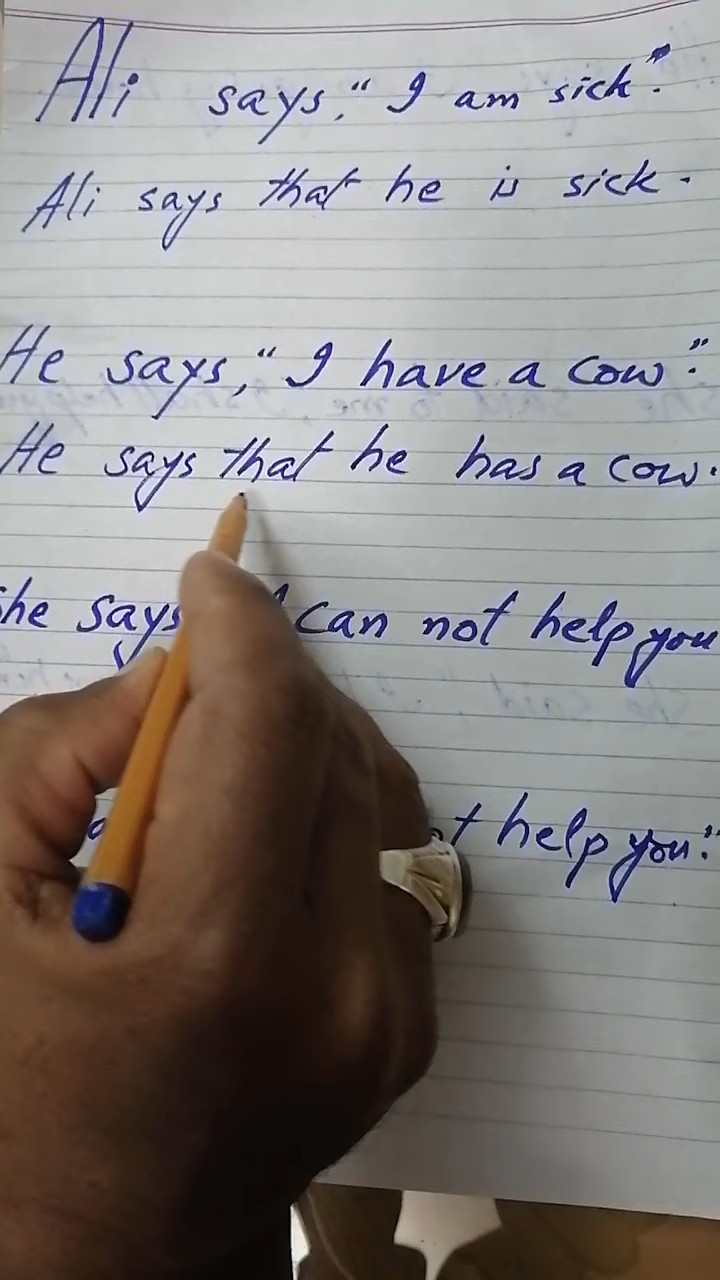 Ali says, "I am sick".
Ali says that he is sick.
He says, "I have a cow".
He says that he has a cow.
she says can not help you
help you."